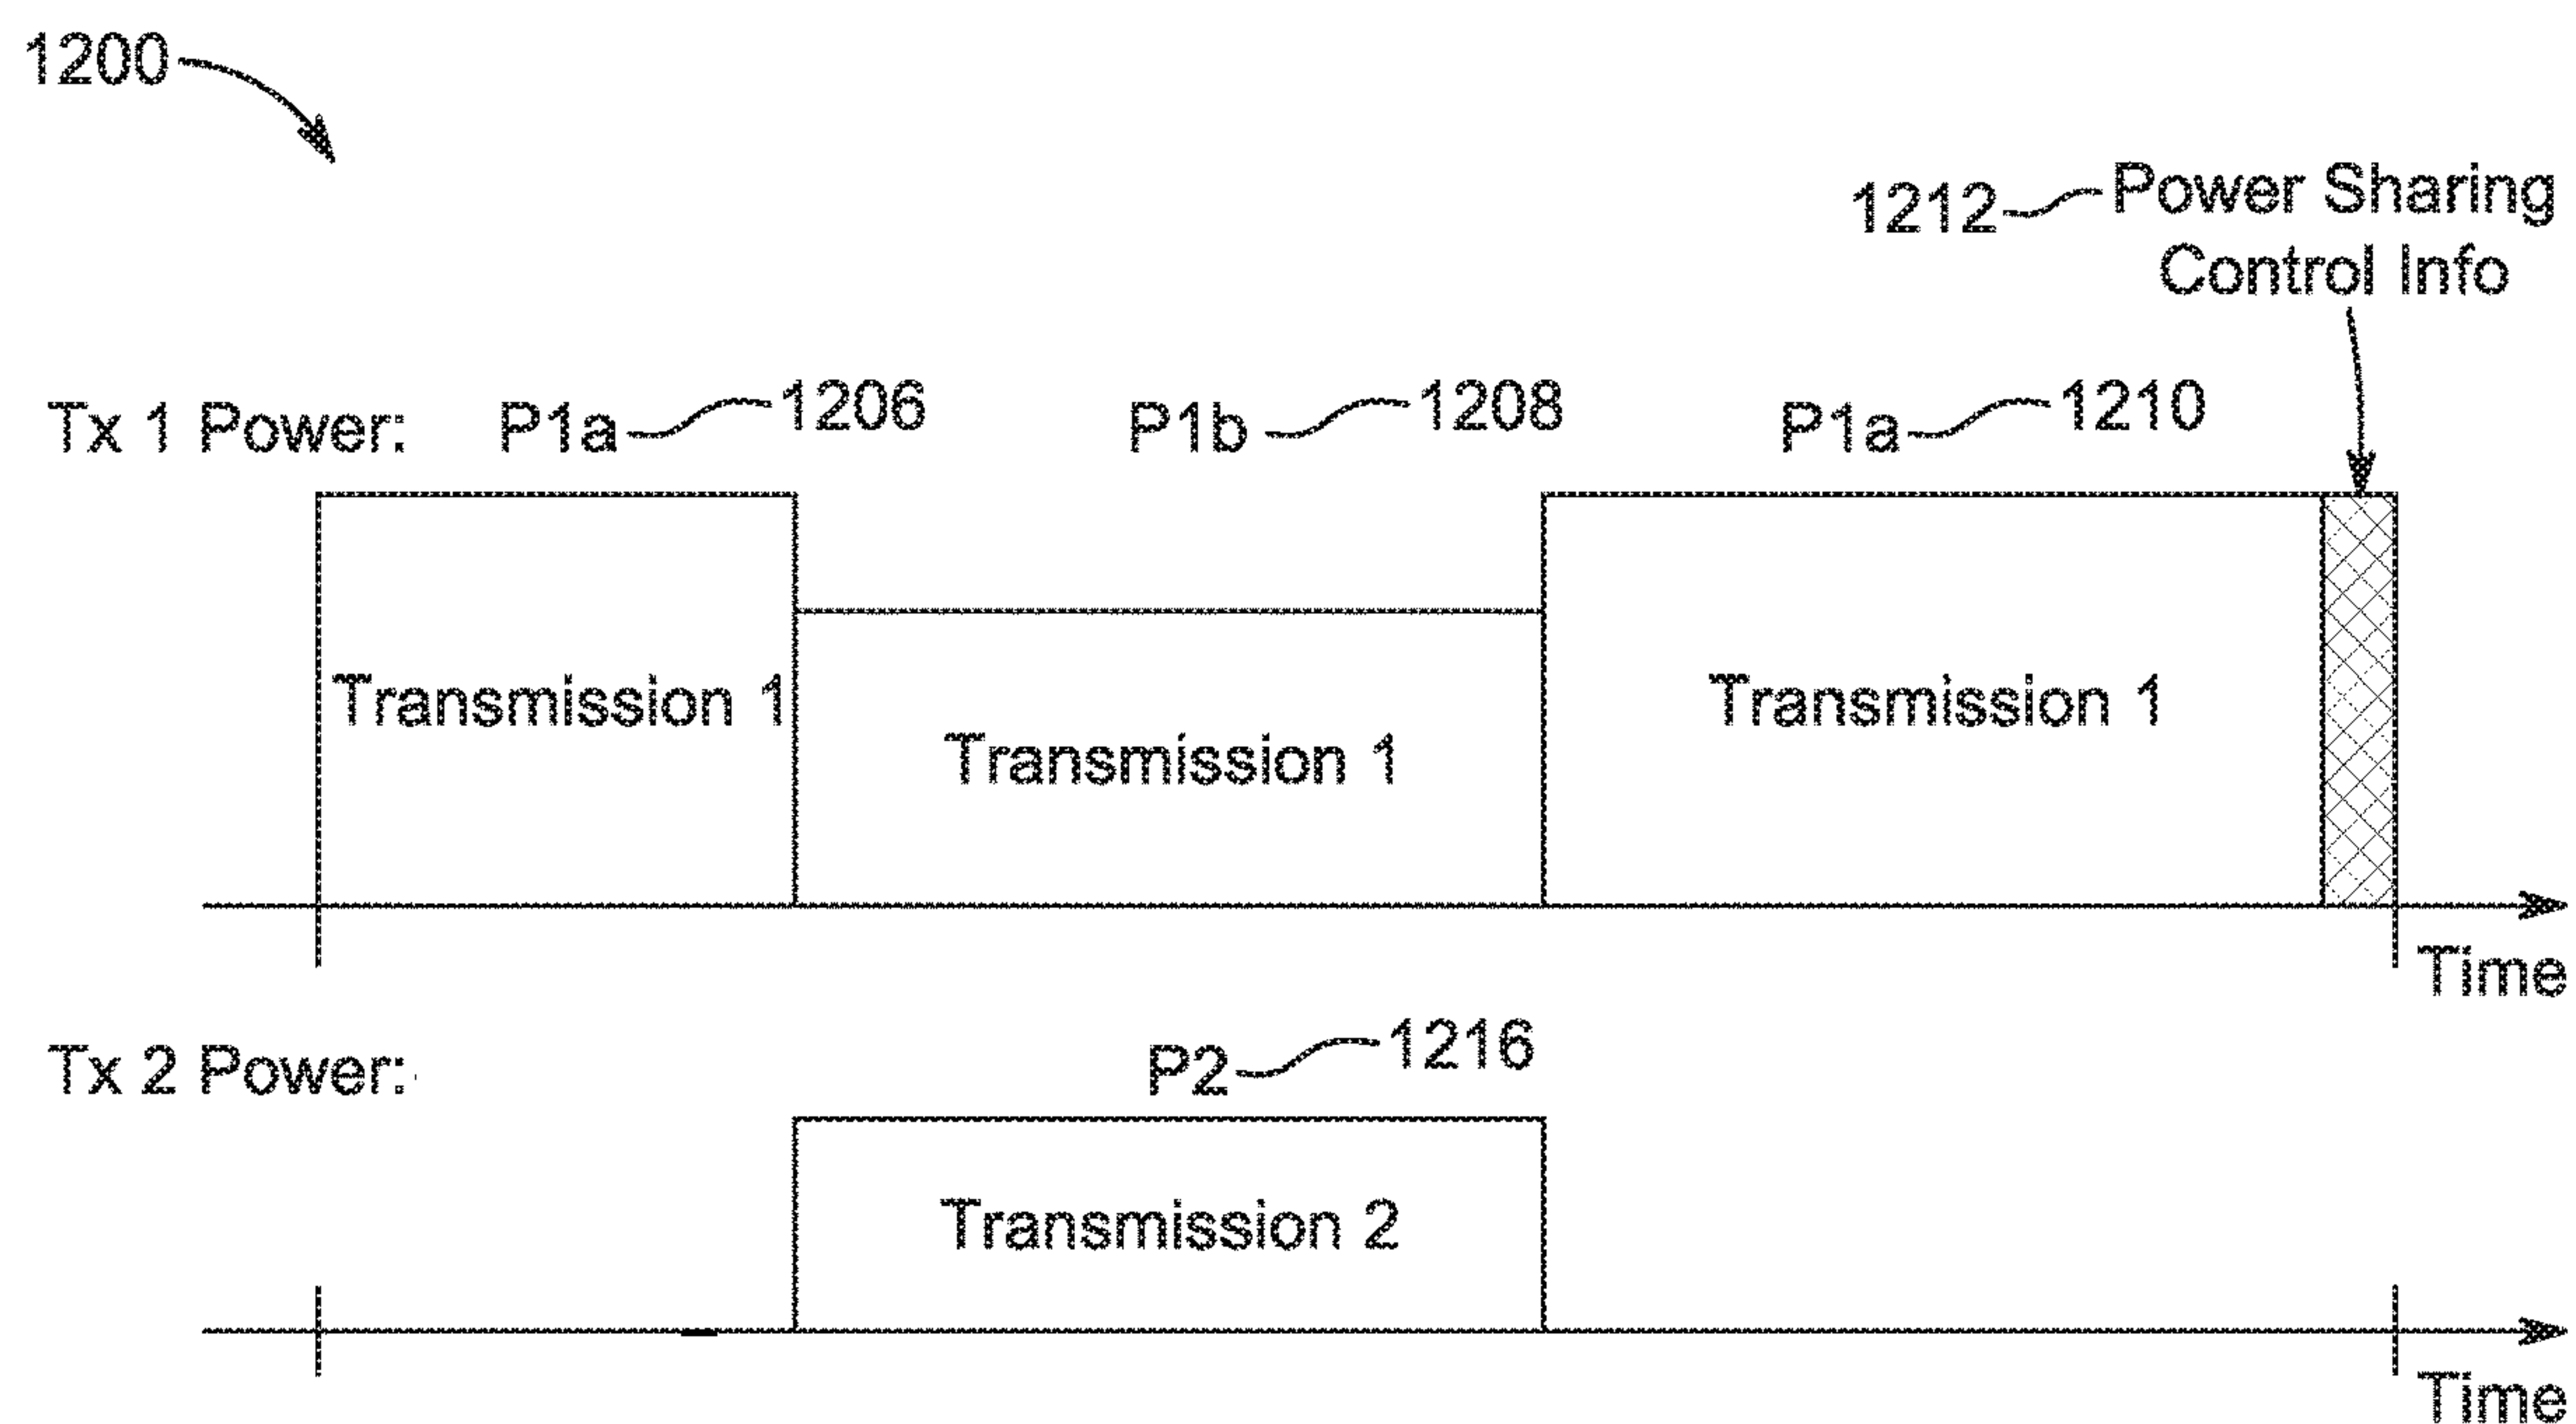 1200
1212 Power Sharing
Control Info
Tx 1 Power: P1a 1206 P1b 1208 P1a 1210
Transmission 1 Transmission 1 Transmission 1
Time
Tx 2 Power: P2 1216
Transmission 2
Time